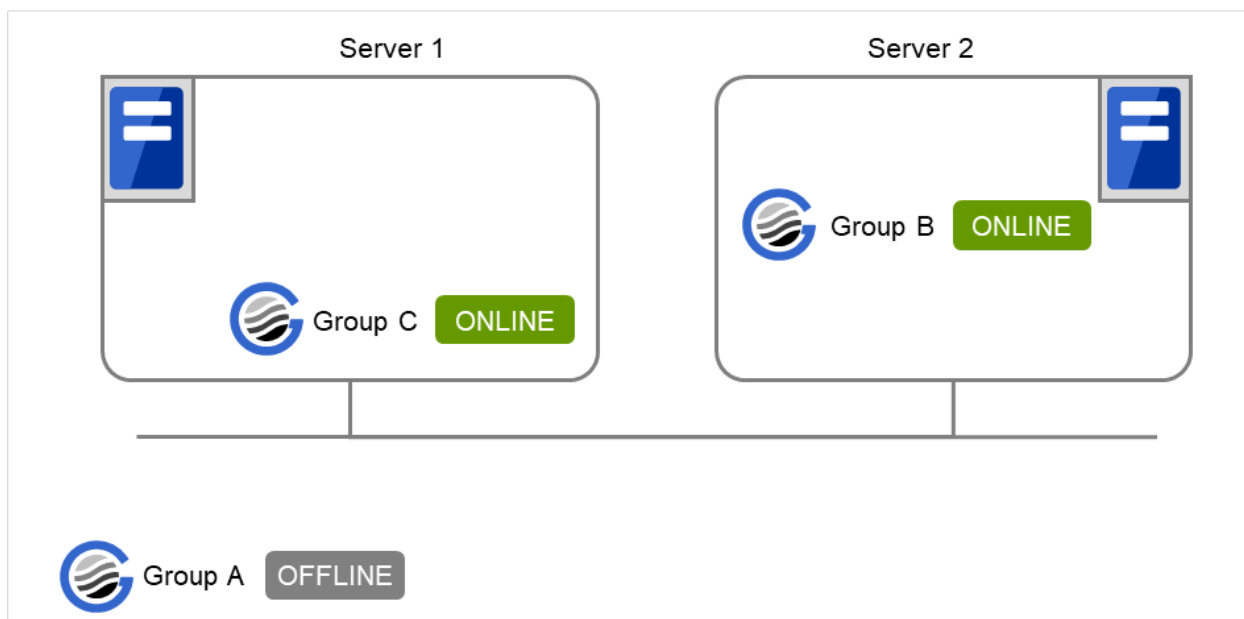 Server 1
Server 2
Group B ONLINE
Group C ONLINE
Group A OFFLINE